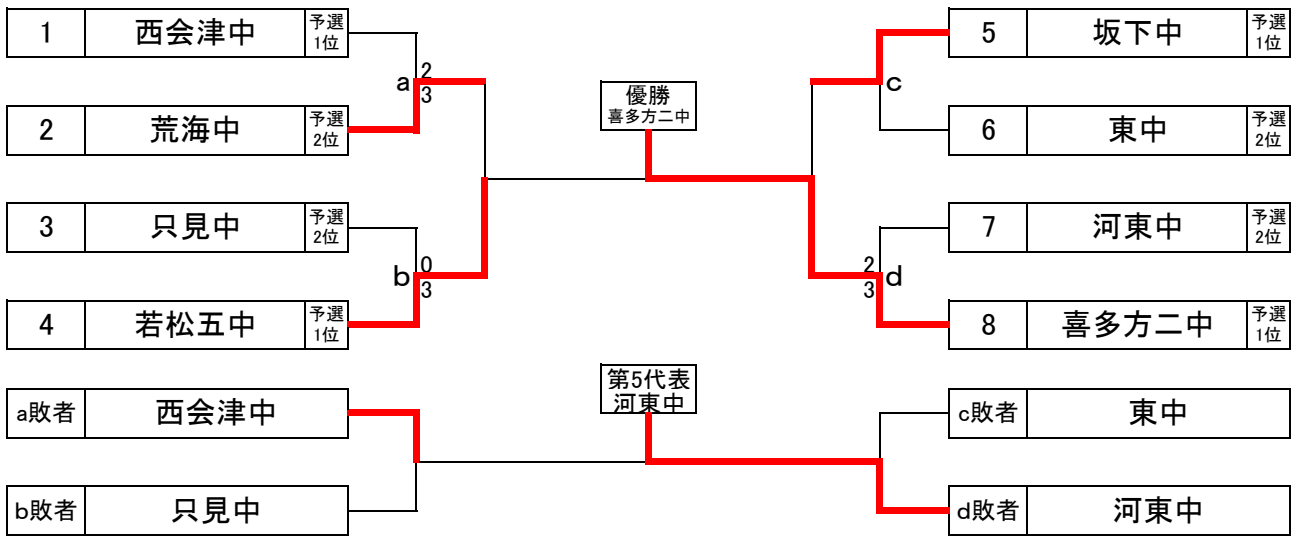 1 西会津中 予選1位
2 荒海中 予選2位
a 2
3
3 只見中 予選2位
4 若松五中 予選1位
b 0
3
優勝
喜多方二中
5 坂下中 予選1位
c
6 東中 予選2位
7 河東中 予選2位
8 喜多方二中 予選1位
2 d
3
第5代表
河東中
a敗者 西会津中
b敗者 只見中
c敗者 東中
d敗者 河東中